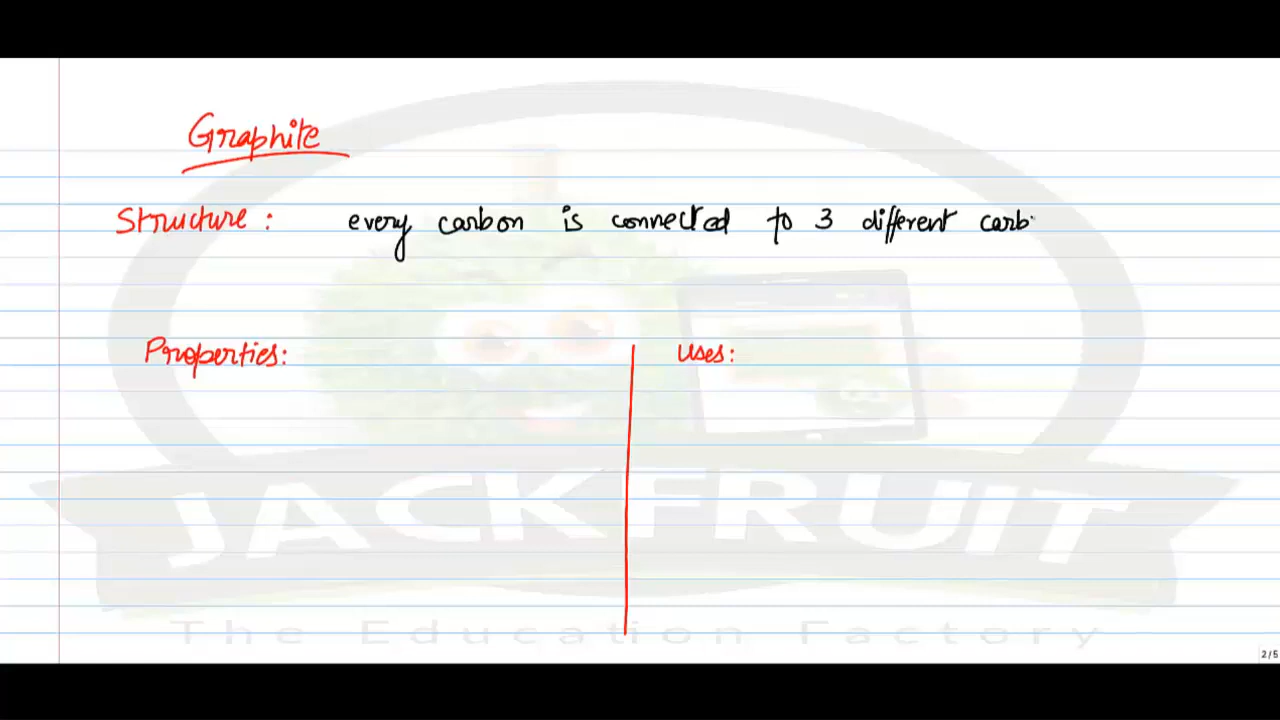 Graphite
Structure: every carbon is connected to 3 different carb
Properties:
Uses:
JACKFRUIT
The Education Factory
2/5